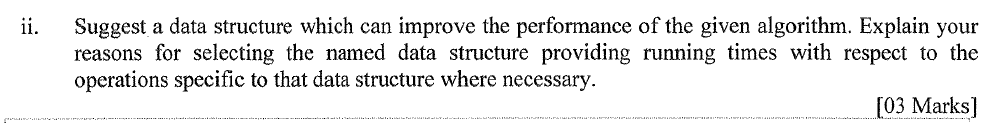 ii. Suggest a data structure which can improve the performance of the given algorithm. Explain your
reasons for selecting the named data structure providing running times with respect to the
operations specific to that data structure where necessary.
[03 Marks]